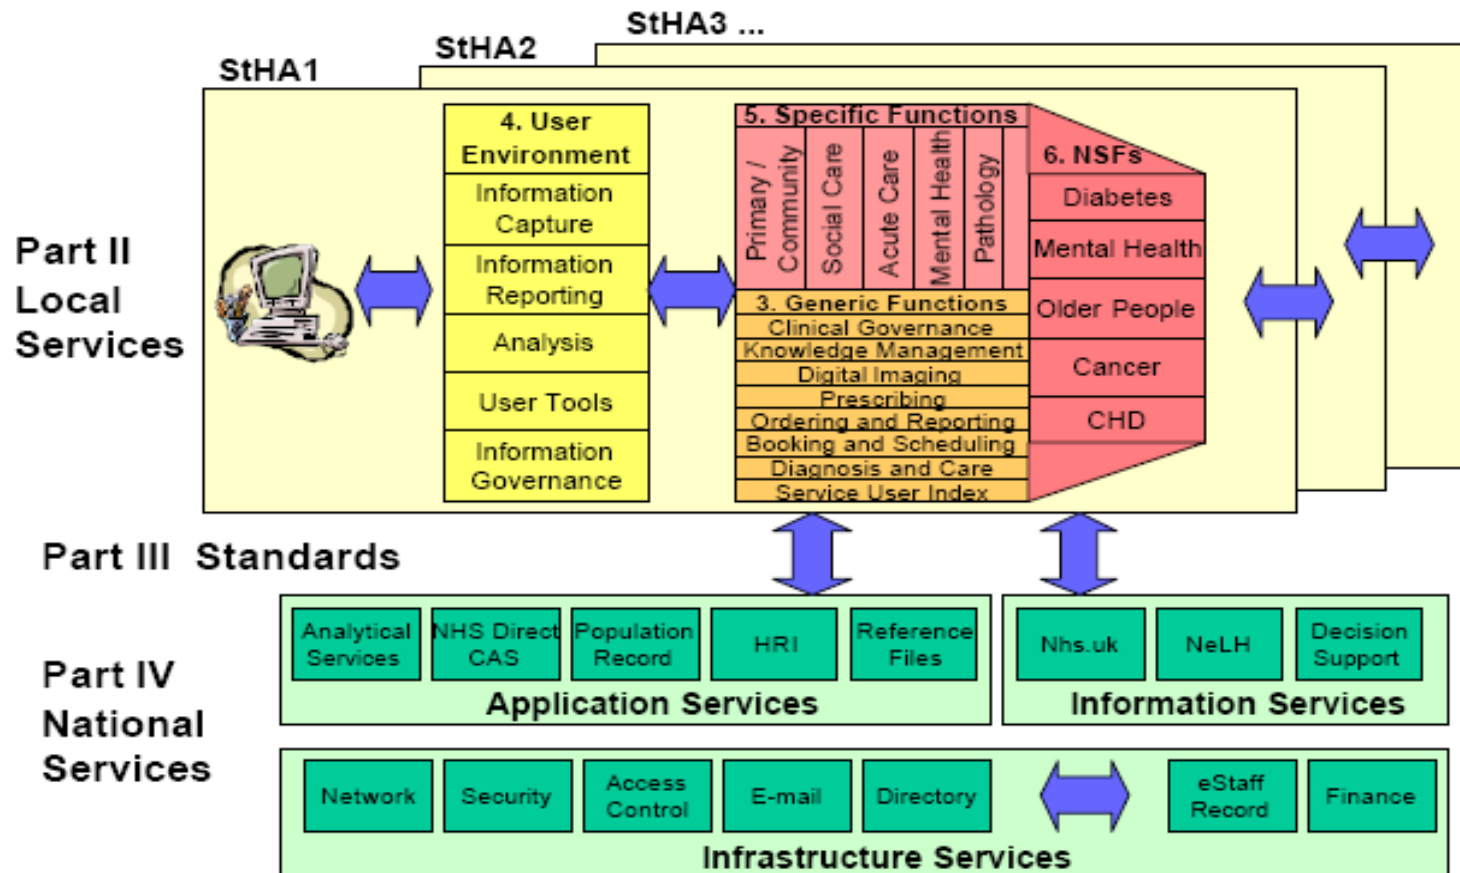 StHA3 ...
StHA2
StHA1
Part II
Local
Services
4. User
Environment
Information
Capture
Information
Reporting
Analysis
User Tools
Information
Governance
5. Specific Functions
Primary /
Community
Social Care
Acute Care
Mental Health
Pathology
3. Generic Functions
Clinical Governance
Knowledge Management
Digital Imaging
Prescribing
Ordering and Reporting
Booking and Scheduling
Diagnosis and Care
Service User Index
6. NSFs
Diabetes
Mental Health
Older People
Cancer
CHD
Part III Standards
Part IV
National
Services
Analytical
Services
NHS Direct
CAS
Population
Record
HRI
Reference
Files
Application Services
Nhs.uk
NeLH
Decision
Support
Information Services
Network
Security
Access
Control
E-mail
Directory
eStaff
Record
Finance
Infrastructure Services